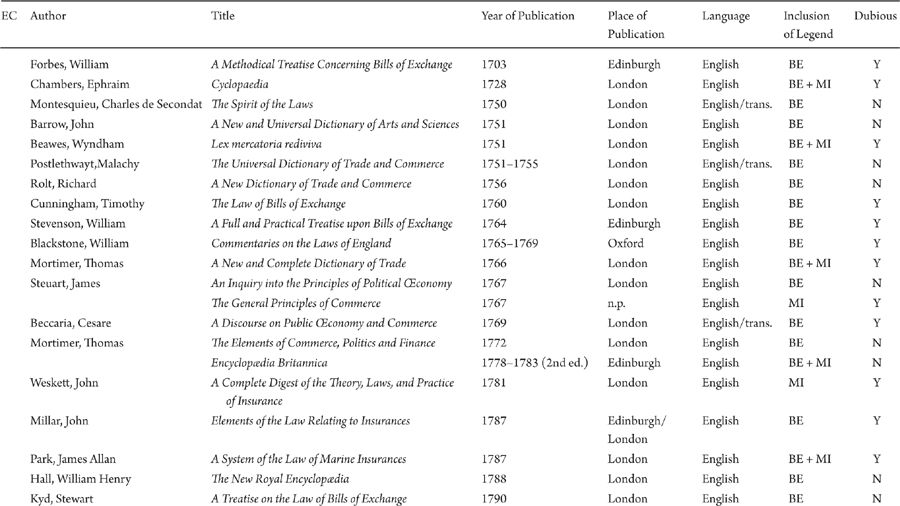 EC Author Title Year of Publication Place of Publication Language Inclusion of Legend Dubious
Forbes, William A Methodical Treatise Concerning Bills of Exchange 1703 Edinburgh English BE Y
Chambers, Ephraim Cyclopaedia 1728 London English BE + MI Y
Montesquieu, Charles de Secondat The Spirit of the Laws 1750 London English/trans. BE N
Barrow, John A New and Universal Dictionary of Arts and Sciences 1751 London English BE N
Beawes, Wyndham Lex mercatoria rediviva 1751 London English BE + MI Y
Postlethwayt,Malachy The Universal Dictionary of Trade and Commerce 1751–1755 London English/trans. BE N
Rolt, Richard A New Dictionary of Trade and Commerce 1756 London English BE N
Cunningham, Timothy The Law of Bills of Exchange 1760 London English BE Y
Stevenson, William A Full and Practical Treatise upon Bills of Exchange 1764 Edinburgh English BE Y
Blackstone, William Commentaries on the Laws of England 1765–1769 Oxford English BE Y
Mortimer, Thomas A New and Complete Dictionary of Trade 1766 London English BE + MI Y
Steuart, James An Inquiry into the Principles of Political Œconomy 1767 London English BE N
The General Principles of Commerce 1767 n.p. English MI Y
Beccaria, Cesare A Discourse on Public Œconomy and Commerce 1769 London English/trans. BE Y
Mortimer, Thomas The Elements of Commerce, Politics and Finance 1772 London English BE N
Encyclopædia Britannica 1778–1783 (2nd ed.) Edinburgh English BE + MI N
Weskett, John A Complete Digest of the Theory, Laws, and Practice of Insurance 1781 London English MI Y
Millar, John Elements of the Law Relating to Insurances 1787 Edinburgh/ London English BE Y
Park, James Allan A System of the Law of Marine Insurances 1787 London English BE + MI Y
Hall, William Henry The New Royal Encyclopædia 1788 London English BE N
Kyd, Stewart A Treatise on the Law of Bills of Exchange 1790 London English BE N